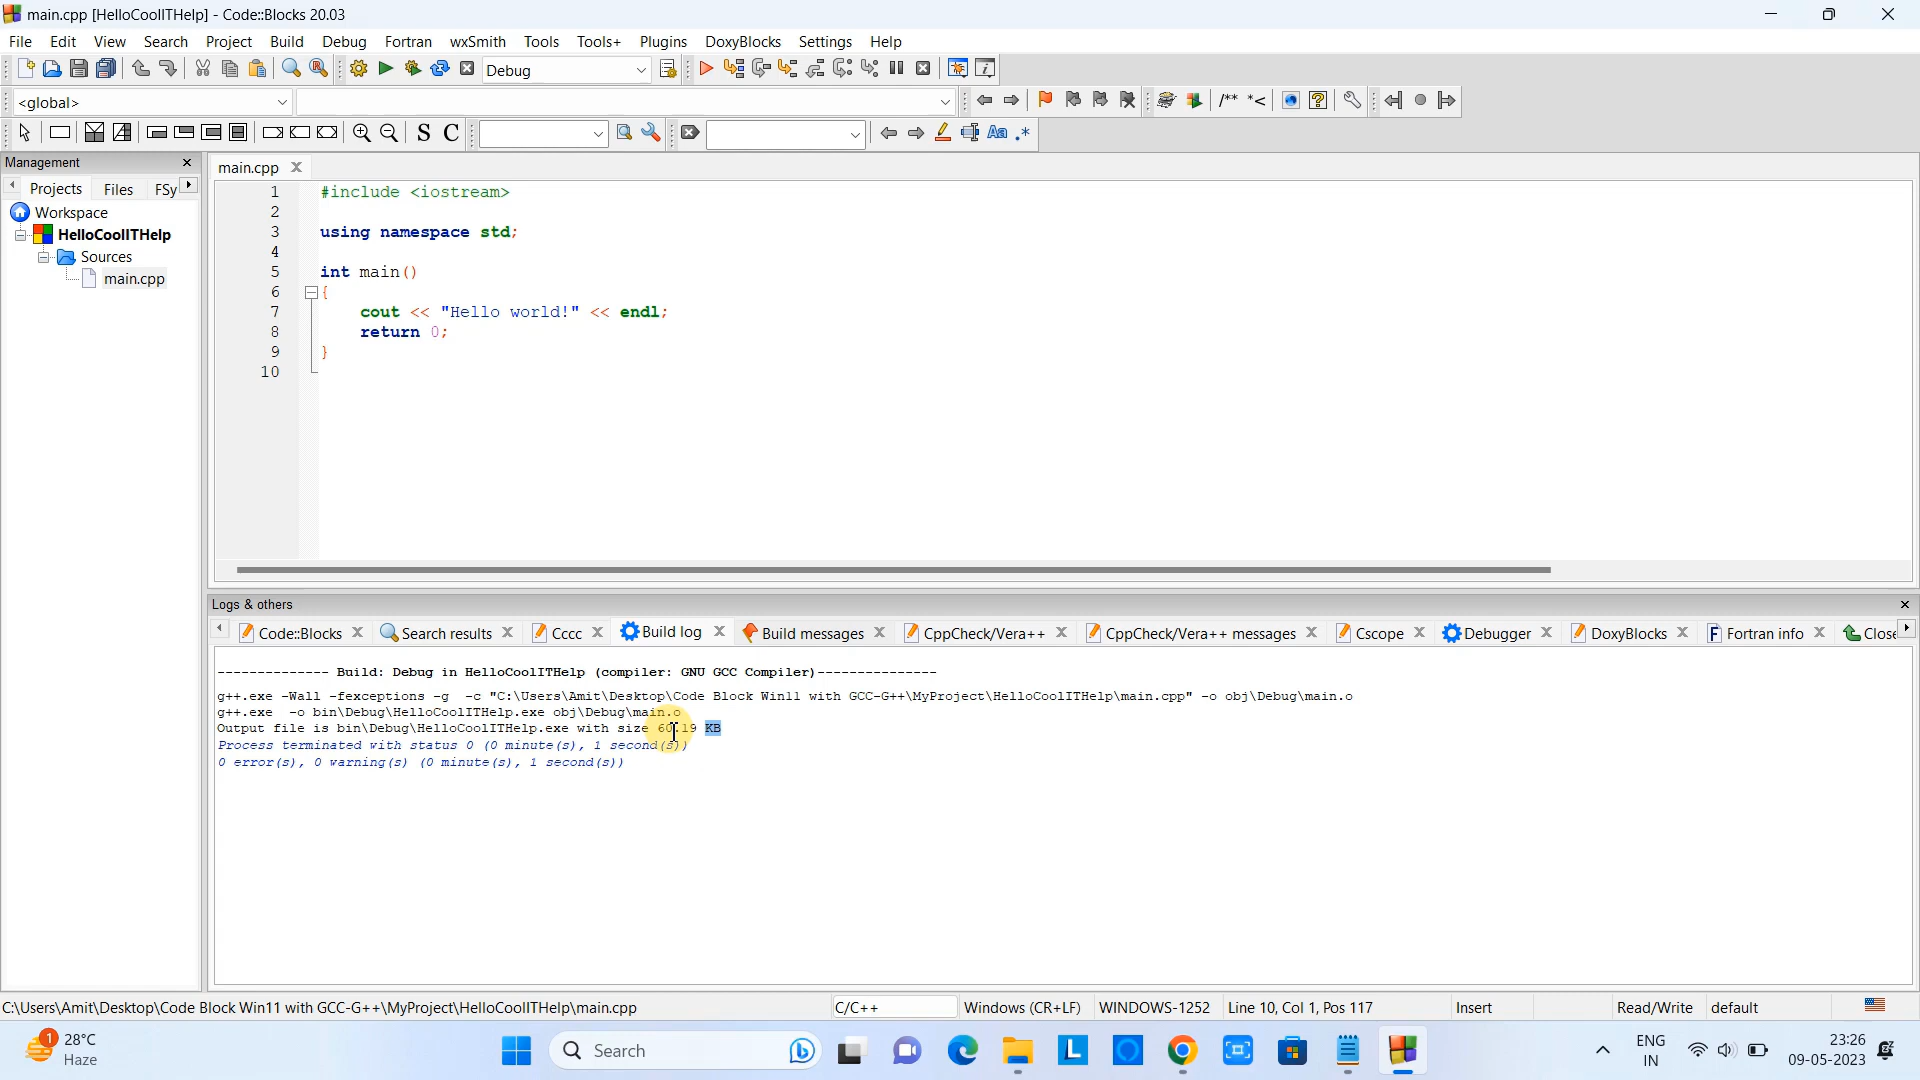 main.cpp [HelloCoolITHelp] - Code::Blocks 20.03
File Edit View Search Project Build Debug Fortran wxSmith Tools Tools+ Plugins DoxyBlocks Settings Help
Debug
<global>
/** *<
S C
Aa .*
Management
main.cpp
Projects Files FSy
Workspace
HelloCoolITHelp
Sources
main.cpp
1 #include <iostream>
2
3 using namespace std;
4
5 int main()
6 {
7 cout << "Hello world!" << endl;
8 return 0;
9 }
10
Logs & others
Code::Blocks Search results Cccc Build log Build messages CppCheck/Vera++ CppCheck/Vera++ messages Cscope Debugger DoxyBlocks Fortran info Close
-------------- Build: Debug in HelloCoolITHelp (compiler: GNU GCC Compiler)---------------
g++.exe -Wall -fexceptions -g -c "C:\Users\Amit\Desktop\Code Block Win11 with GCC-G++\MyProject\HelloCoolITHelp\main.cpp" -o obj\Debug\main.o
g++.exe -o bin\Debug\HelloCoolITHelp.exe obj\Debug\main.o
Output file is bin\Debug\HelloCoolITHelp.exe with size 60.19 KB
Process terminated with status 0 (0 minute(s), 1 second(s))
0 error(s), 0 warning(s) (0 minute(s), 1 second(s))
C:\Users\Amit\Desktop\Code Block Win11 with GCC-G++\MyProject\HelloCoolITHelp\main.cpp C/C++ Windows (CR+LF) WINDOWS-1252 Line 10, Col 1, Pos 117 Insert Read/Write default
1 28°C
Haze
Search
L
ENG
IN
23:26
09-05-2023